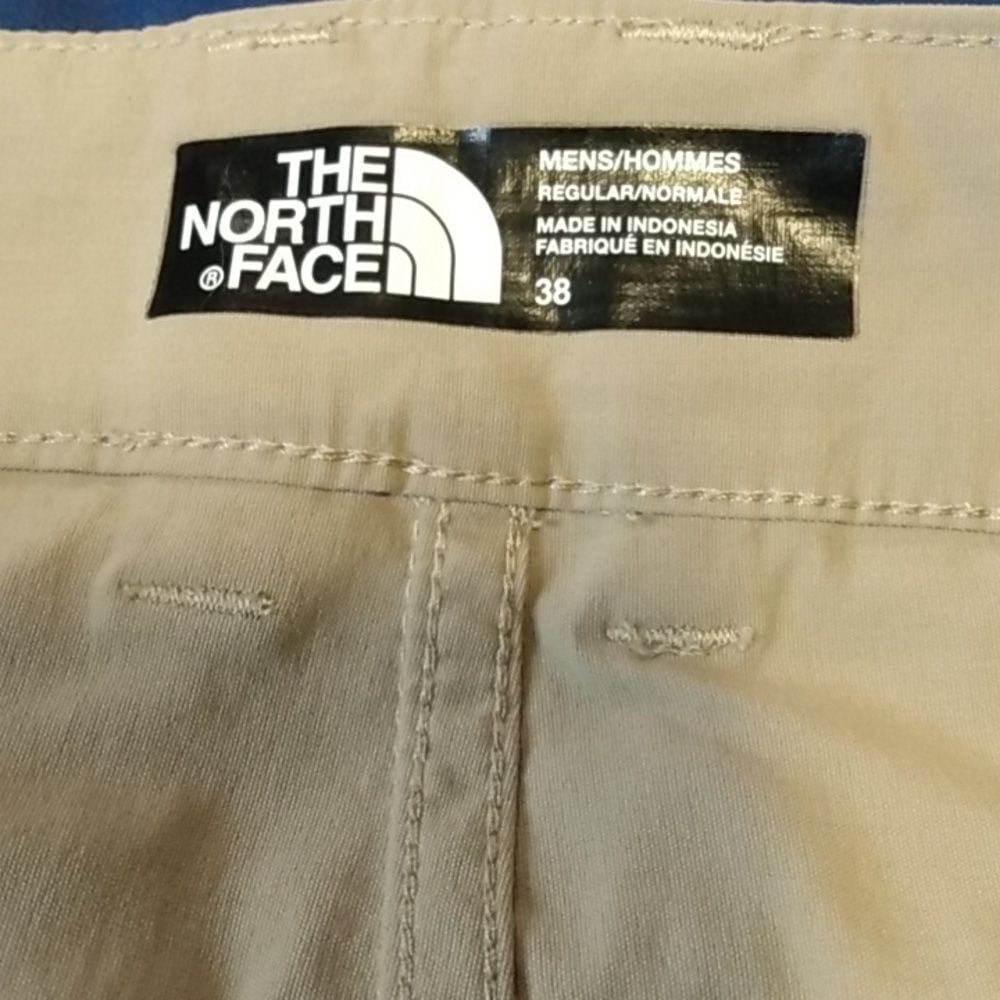 THE
NORTH
®FACE
MENS/HOMMES
REGULAR/NORMALE
MADE IN INDONESIA
FABRIQUÉ EN INDONÉSIE
38